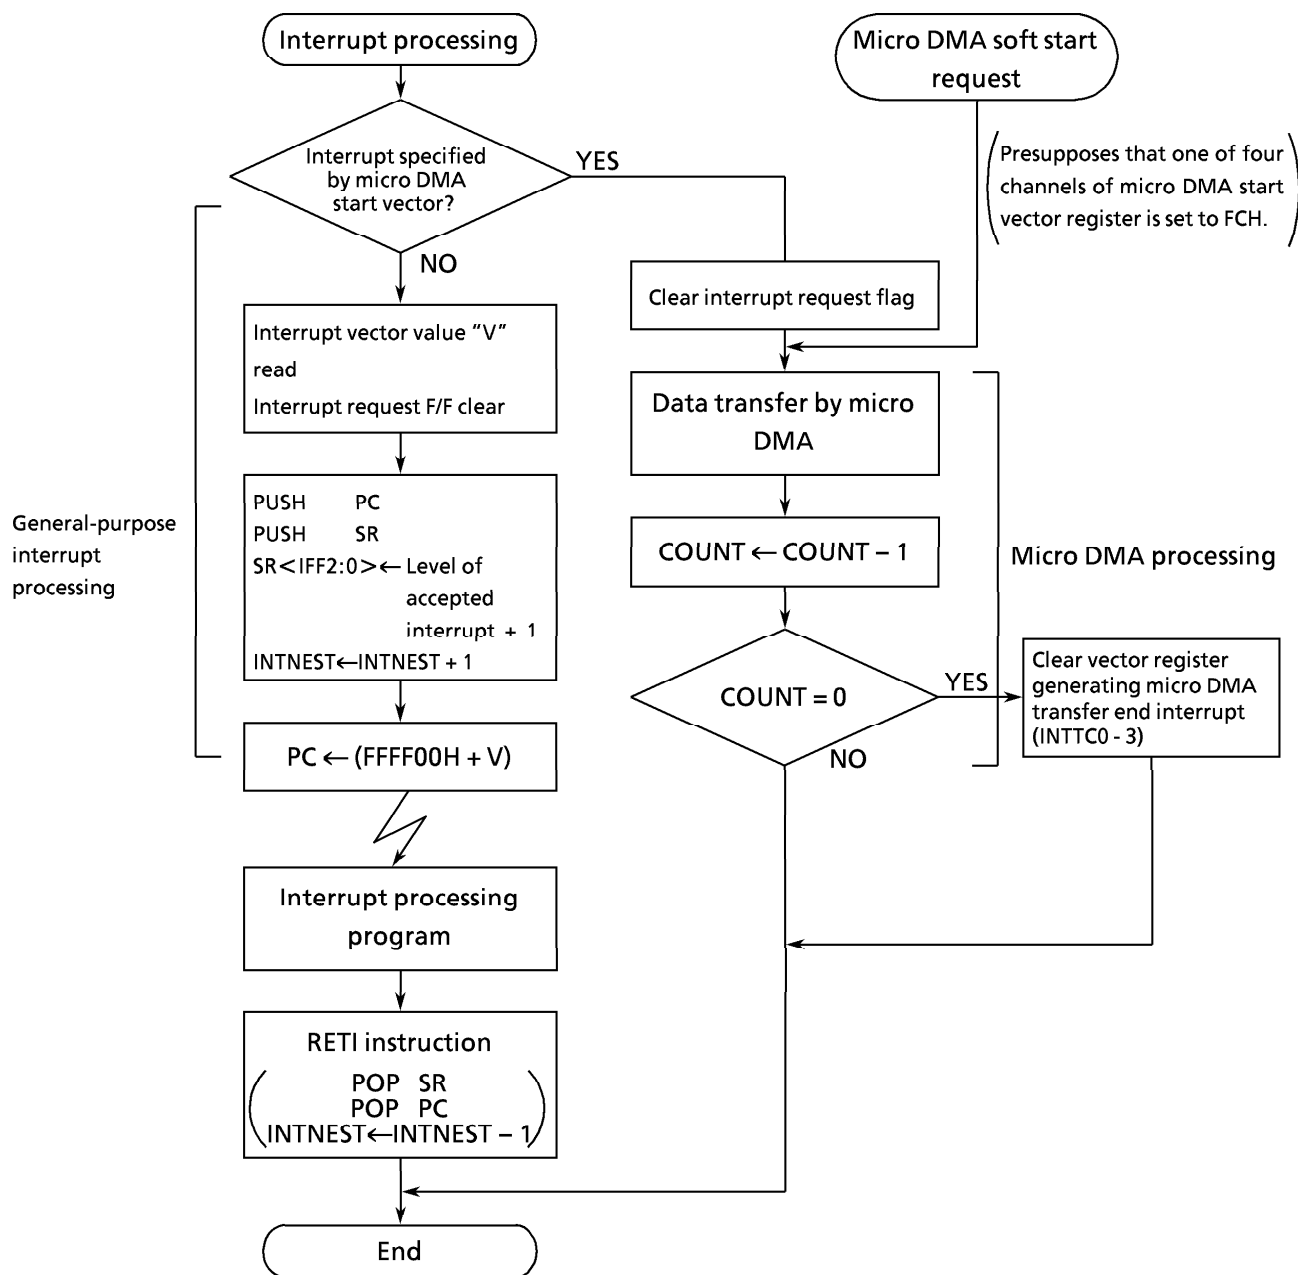 Interrupt processing
Micro DMA soft start
request
Interrupt specified
by micro DMA
start vector?
YES
NO
Presupposes that one of four
channels of micro DMA start
vector register is set to FCH.
Clear interrupt request flag
Interrupt vector value "V"
read
Interrupt request F/F clear
Data transfer by micro
DMA
General-purpose
interrupt
processing
PUSH PC
PUSH SR
SR<IFF2:0>← Level of
accepted
interrupt + 1
INTNEST←INTNEST + 1
COUNT ← COUNT – 1
Micro DMA processing
COUNT = 0
YES
NO
Clear vector register
generating micro DMA
transfer end interrupt
(INTTC0 - 3)
PC ← (FFFF00H + V)
Interrupt processing
program
RETI instruction
POP SR
POP PC
INTNEST←INTNEST – 1
End